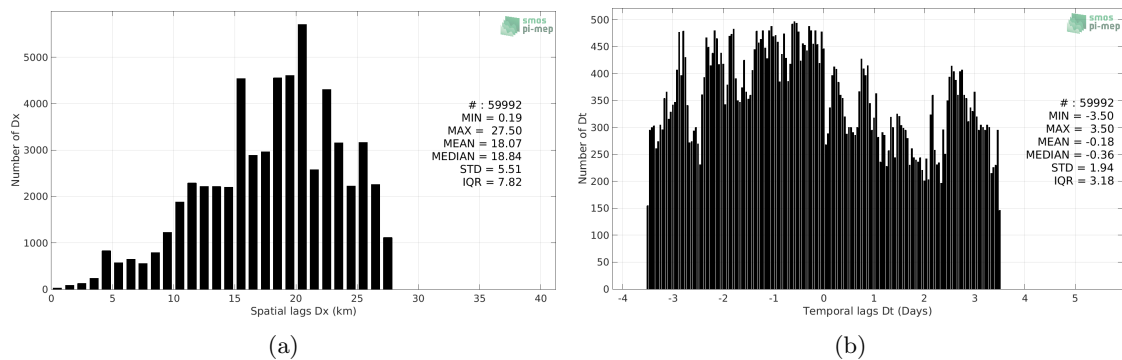 smos
pi-mep
5000
4000
3000
2000
1000
0
Number of Dx
# : 59992
MIN = 0.19
MAX = 27.50
MEAN = 18.07
MEDIAN = 18.84
STD = 5.51
IQR = 7.82
0 5 10 15 20 25 30 35 40
Spatial lags Dx (km)
(a)
smos
pi-mep
500
450
400
350
300
250
200
150
100
50
0
Number of Dt
# : 59992
MIN = -3.50
MAX = 3.50
MEAN = -0.18
MEDIAN = -0.36
STD = 1.94
IQR = 3.18
-4 -3 -2 -1 0 1 2 3 4 5
Temporal lags Dt (Days)
(b)